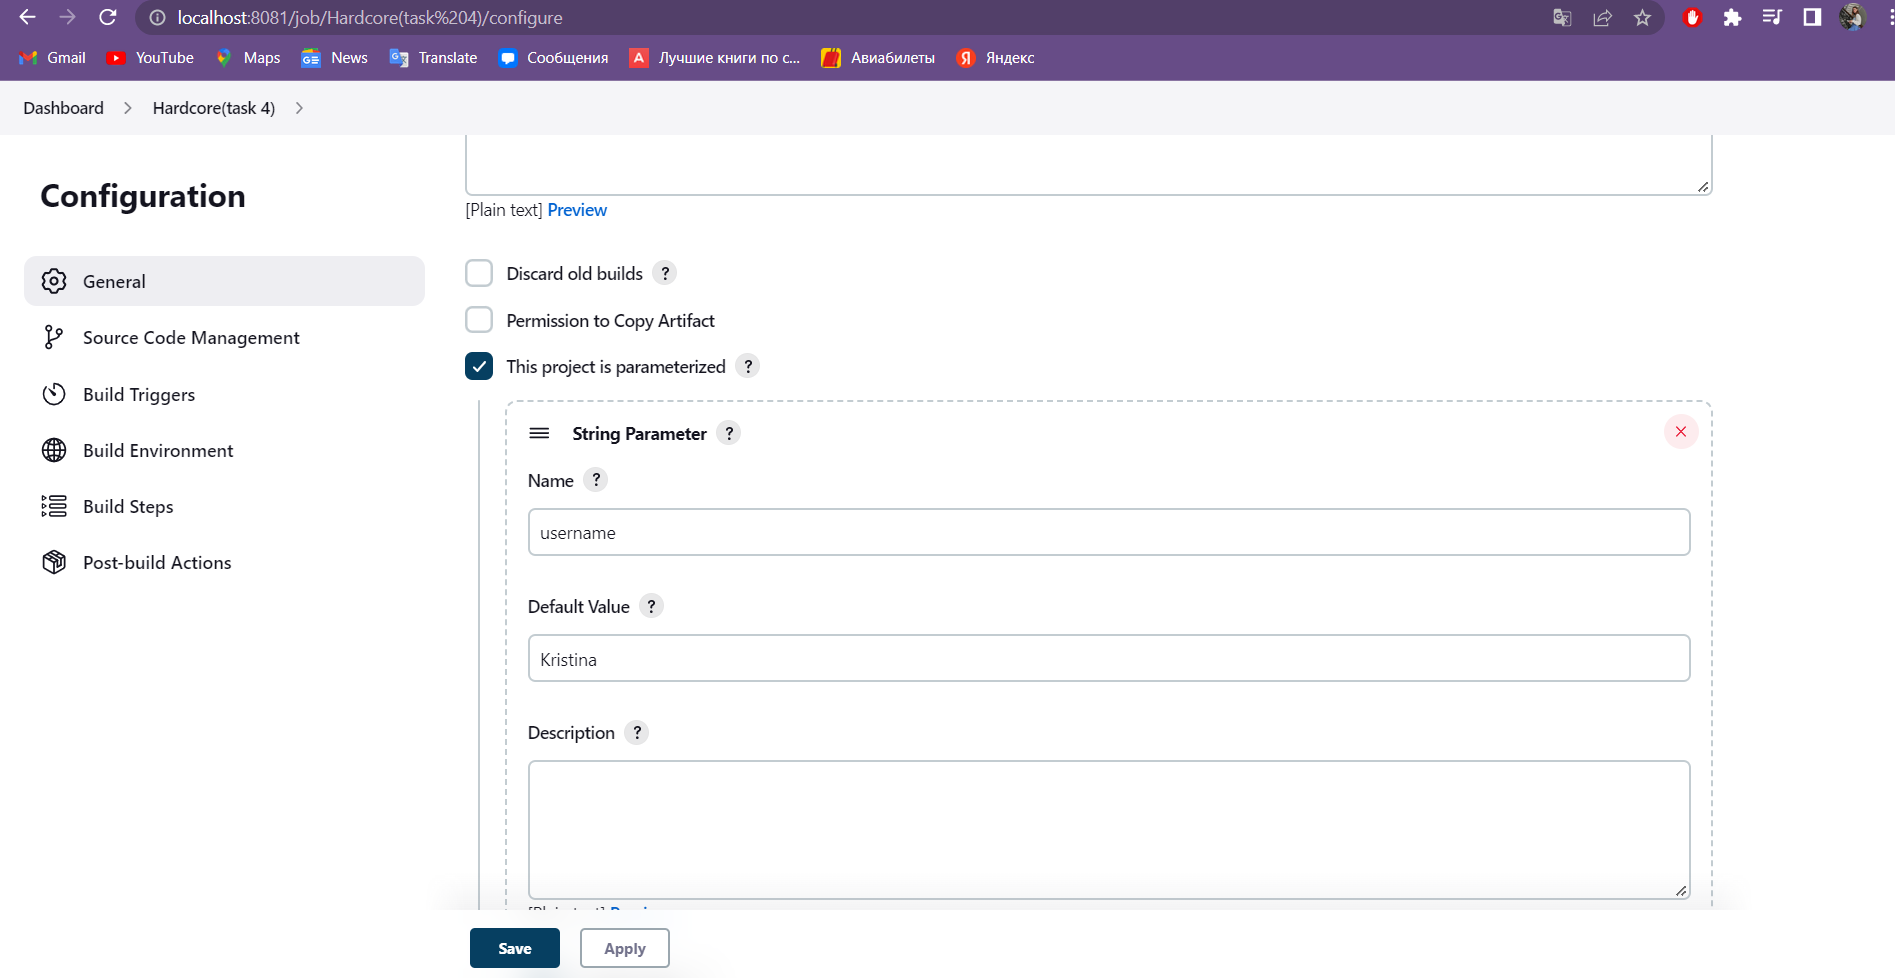 localhost:8081/job/Hardcore(task%204)/configure
Gmail YouTube Maps News Translate Сообщения Лучшие книги по с... Авиабилеты Яндекс
Dashboard Hardcore(task 4)
Configuration
General
Source Code Management
Build Triggers
Build Environment
Build Steps
Post-build Actions
[Plain text] Preview
Discard old builds ?
Permission to Copy Artifact
This project is parameterized ?
String Parameter ?
Name ?
username
Default Value ?
Kristina
Description ?
Save Apply